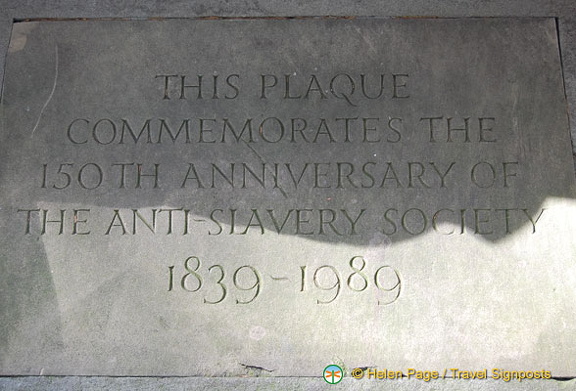 THIS PLAQUE
COMMEMORATES THE
150TH ANNIVERSARY OF
THE ANTI-SLAVERY SOCIETY
1839-1989
© Helen Page / Travel Signposts